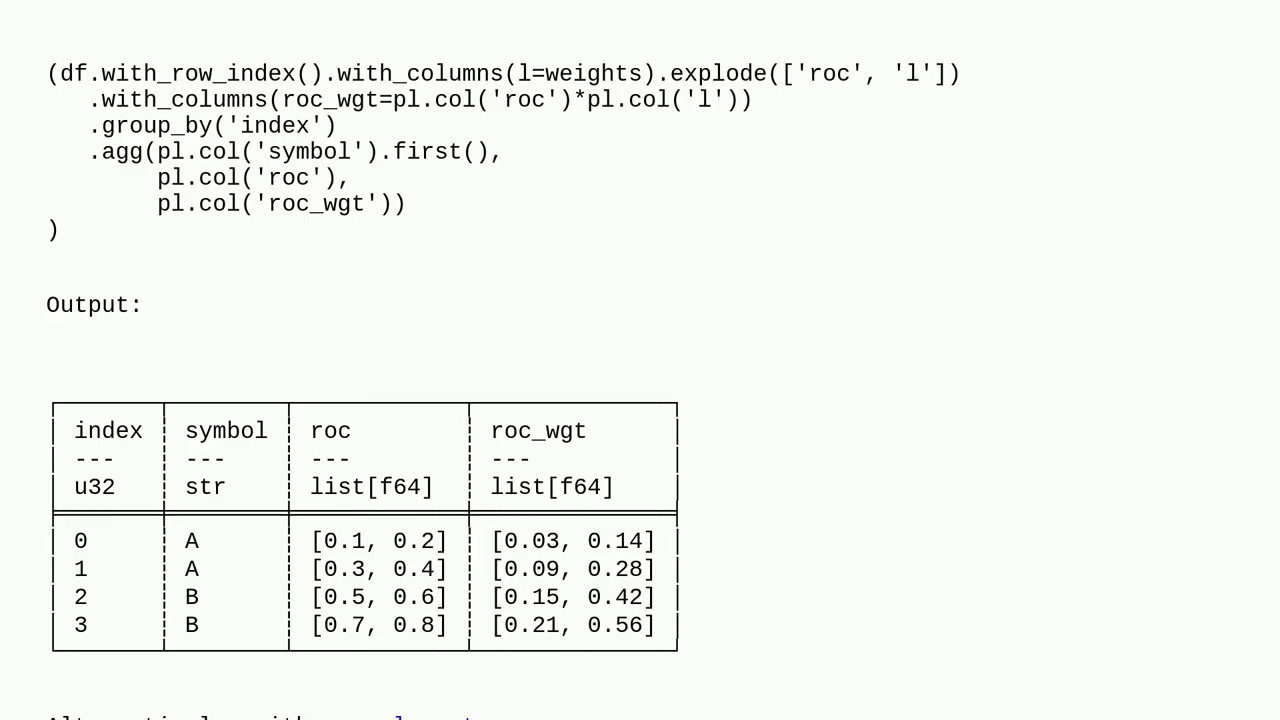 (df.with_row_index().with_columns(l=weights).explode(['roc', 'l'])
   .with_columns(roc_wgt=pl.col('roc')*pl.col('l'))
   .group_by('index')
   .agg(pl.col('symbol').first(),
        pl.col('roc'),
        pl.col('roc_wgt'))
)
Output:
index symbol roc roc_wgt
--- --- --- ---
u32 str list[f64] list[f64]
0 A [0.1, 0.2] [0.03, 0.14]
1 A [0.3, 0.4] [0.09, 0.28]
2 B [0.5, 0.6] [0.15, 0.42]
3 B [0.7, 0.8] [0.21, 0.56]